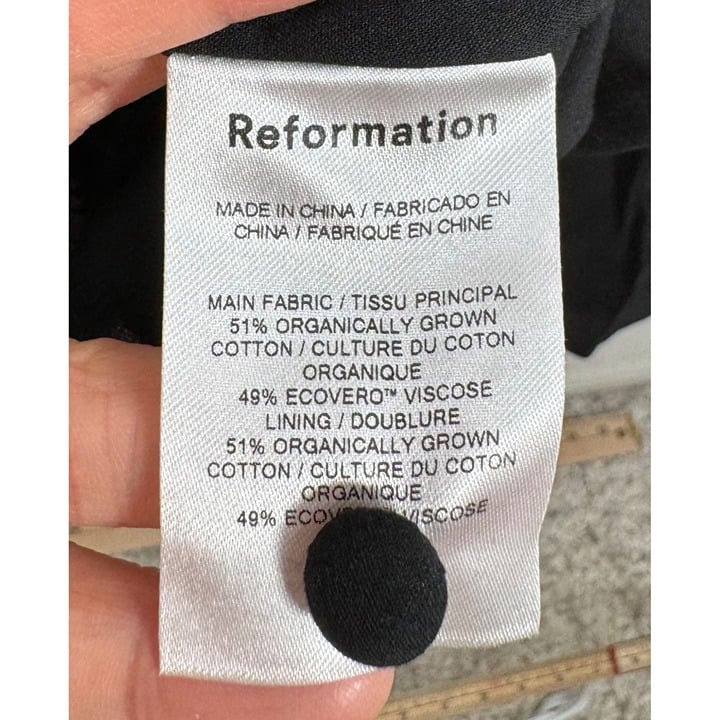 Reformation
MADE IN CHINA / FABRICADO EN
CHINA / FABRIQUÉ EN CHINE
MAIN FABRIC / TISSU PRINCIPAL
51% ORGANICALLY GROWN
COTTON / CULTURE DU COTON
ORGANIQUE
49% ECOVERO™ VISCOSE
LINING / DOUBLURE
51% ORGANICALLY GROWN
COTTON / CULTURE DU COTON
ORGANIQUE
49% VISCOSE